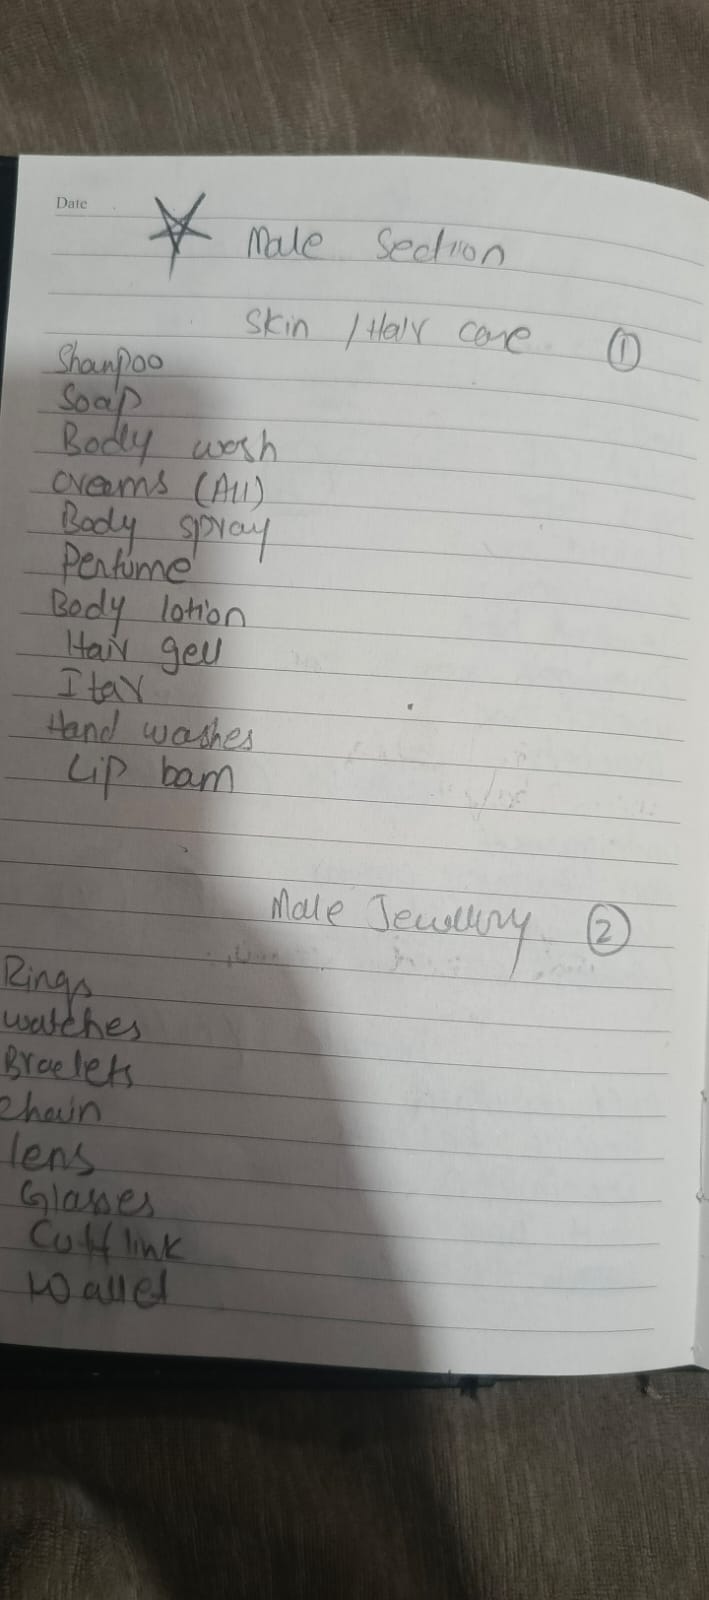 Date
Male Section
Skin / Hair care ①
Shampoo
Soap
Body wash
creams (All)
Body spray
Perfume
Body lotion
Hair gell
Itar
Hand washes
Lip bam
Male Jewellery ②
Rings
watches
Braelets
Chain
lens
Glasses
Cuff link
Wallet